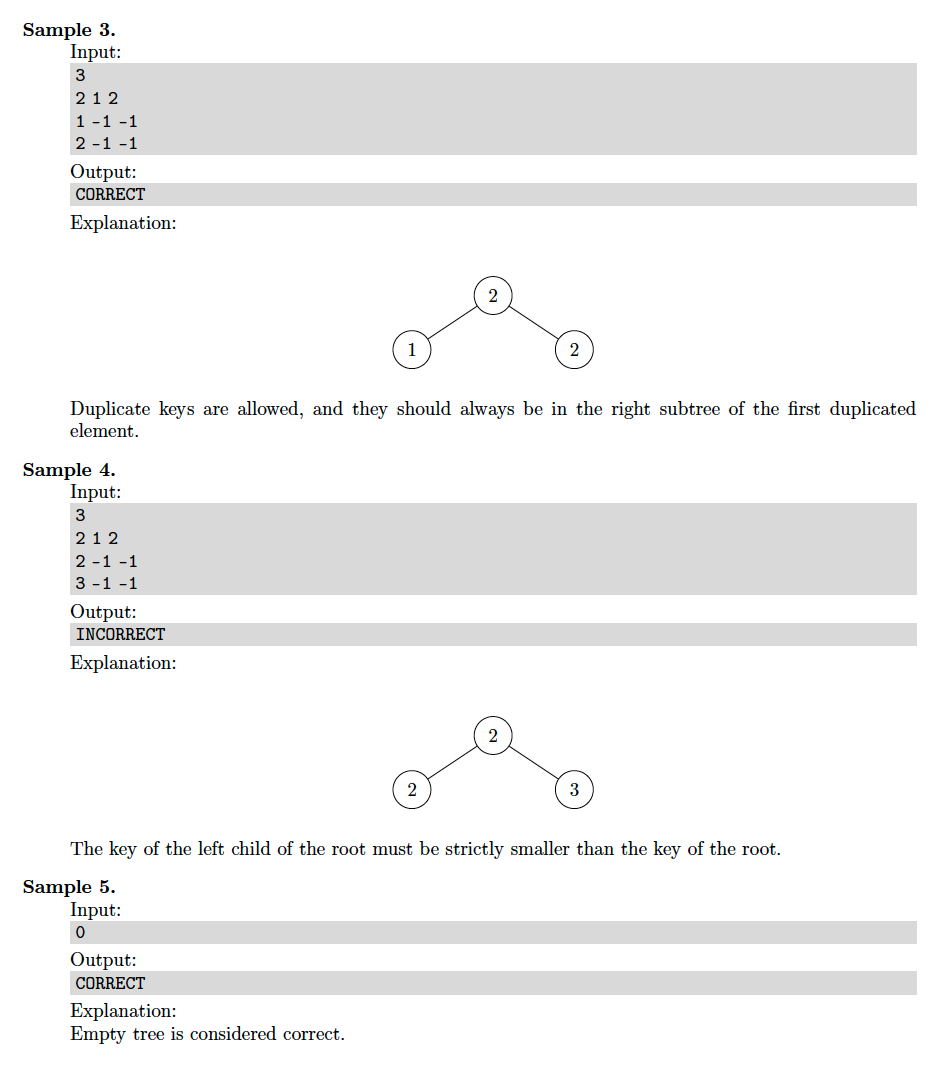 Sample 3.
Input:
3
2 1 2
1 -1 -1
2 -1 -1
Output:
CORRECT
Explanation:
2
1 2
Duplicate keys are allowed, and they should always be in the right subtree of the first duplicated
element.
Sample 4.
Input:
3
2 1 2
2 -1 -1
3 -1 -1
Output:
INCORRECT
Explanation:
2
2 3
The key of the left child of the root must be strictly smaller than the key of the root.
Sample 5.
Input:
0
Output:
CORRECT
Explanation:
Empty tree is considered correct.